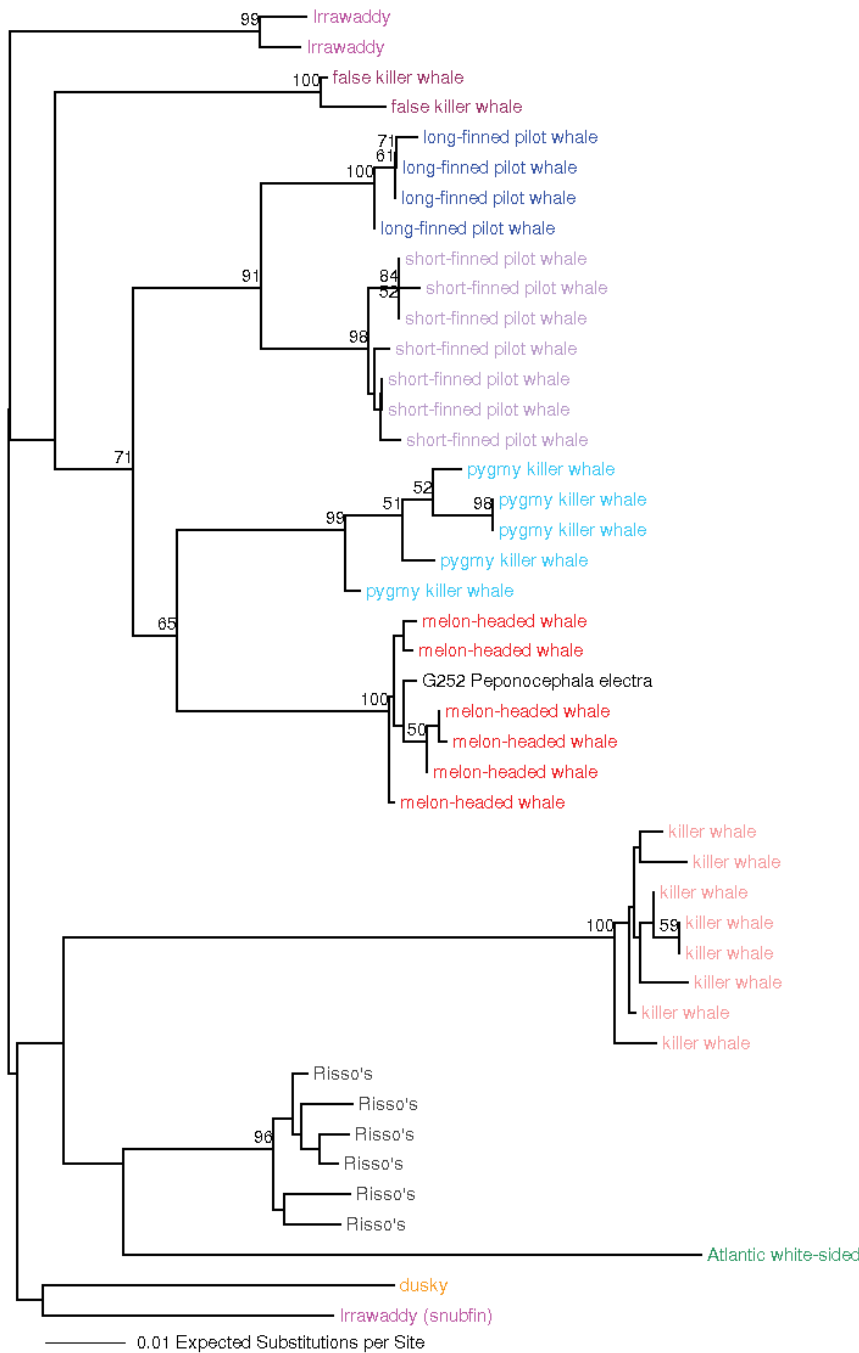 99
Irrawaddy
Irrawaddy
100
false killer whale
false killer whale
71
long-finned pilot whale
61
long-finned pilot whale
100
long-finned pilot whale
long-finned pilot whale
91
short-finned pilot whale
84
short-finned pilot whale
52
short-finned pilot whale
98
short-finned pilot whale
short-finned pilot whale
short-finned pilot whale
short-finned pilot whale
71
pygmy killer whale
52
51
98
pygmy killer whale
99
pygmy killer whale
pygmy killer whale
pygmy killer whale
65
melon-headed whale
melon-headed whale
G252 Peponocephala electra
100
melon-headed whale
50
melon-headed whale
melon-headed whale
melon-headed whale
killer whale
killer whale
killer whale
100
59
killer whale
killer whale
killer whale
killer whale
killer whale
Risso's
Risso's
96
Risso's
Risso's
Risso's
Risso's
Atlantic white-sided
dusky
Irrawaddy (snubfin)
0.01 Expected Substitutions per Site